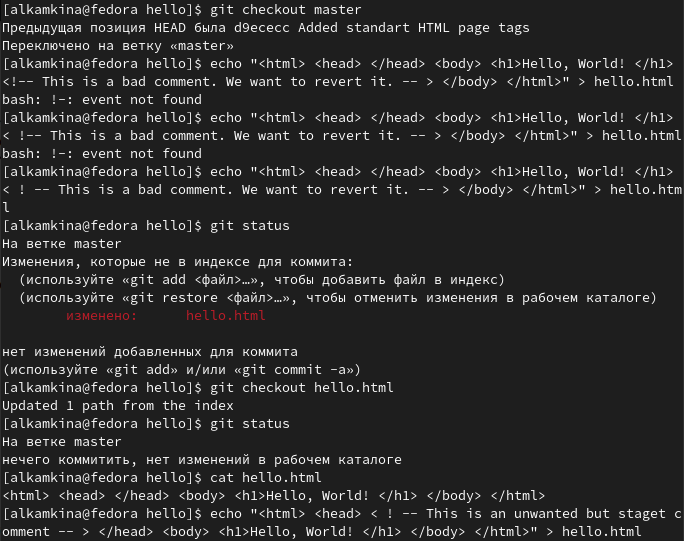 [alkamkina@fedora hello]$ git checkout master
Предыдущая позиция HEAD была d9ececc Added standart HTML page tags
Переключено на ветку «master»
[alkamkina@fedora hello]$ echo "<html> <head> </head> <body> <h1>Hello, World! </h1>
<!-- This is a bad comment. We want to revert it. -- > </body> </html>" > hello.html
bash: !-: event not found
[alkamkina@fedora hello]$ echo "<html> <head> </head> <body> <h1>Hello, World! </h1>
< !-- This is a bad comment. We want to revert it. -- > </body> </html>" > hello.html
bash: !-: event not found
[alkamkina@fedora hello]$ echo "<html> <head> </head> <body> <h1>Hello, World! </h1>
< ! -- This is a bad comment. We want to revert it. -- > </body> </html>" > hello.htm
l
[alkamkina@fedora hello]$ git status
На ветке master
Изменения, которые не в индексе для коммита:
  (используйте «git add <файл>…», чтобы добавить файл в индекс)
  (используйте «git restore <файл>…», чтобы отменить изменения в рабочем каталоге)
        изменено:      hello.html

нет изменений добавленных для коммита
(используйте «git add» и/или «git commit -a»)
[alkamkina@fedora hello]$ git checkout hello.html
Updated 1 path from the index
[alkamkina@fedora hello]$ git status
На ветке master
нечего коммитить, нет изменений в рабочем каталоге
[alkamkina@fedora hello]$ cat hello.html
<html> <head> </head> <body> <h1>Hello, World! </h1> </body> </html>
[alkamkina@fedora hello]$ echo "<html> <head> < ! -- This is an unwanted but staget c
omment -- > </head> <body> <h1>Hello, World! </h1> </body> </html>" > hello.html